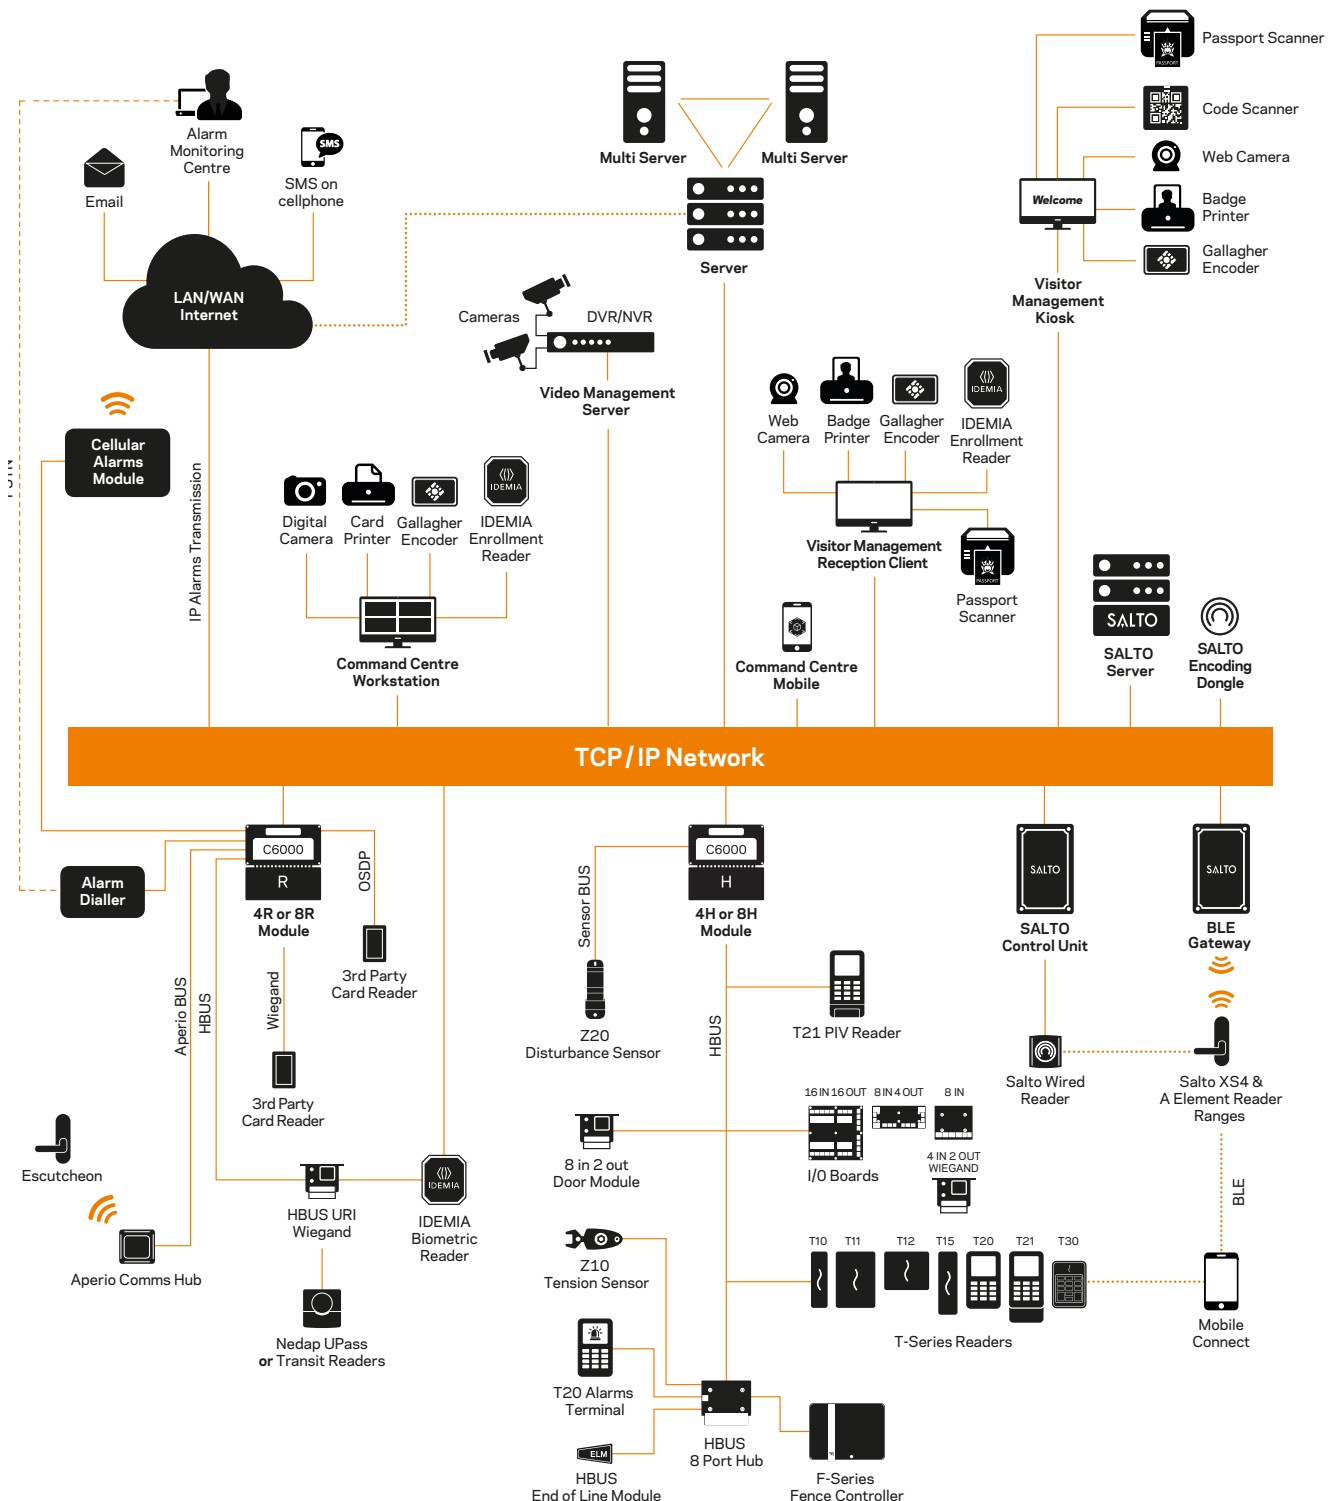 Passport Scanner
PASSPORT
Code Scanner
Web Camera
Badge
Printer
Gallagher
Encoder
Welcome
Visitor
Management
Kiosk
Alarm
Monitoring
Centre
Email
SMS
SMS on
cellphone
LAN/WAN
Internet
Multi Server
Multi Server
Server
Cameras
DVR/NVR
Video Management
Server
Web
Camera
Badge
Printer
Gallagher
Encoder
IDEMIA
IDEMIA
Enrollment
Reader
Visitor Management
Reception Client
PASSPORT
Passport
Scanner
Cellular
Alarms
Module
IP Alarms Transmission
Digital
Camera
Card
Printer
Gallagher
Encoder
IDEMIA
IDEMIA
Enrollment
Reader
Command Centre
Workstation
Command Centre
Mobile
SALTO
SALTO
Server
SALTO
Encoding
Dongle
TCP/IP Network
C6000
R
4R or 8R
Module
Alarm
Dialler
OSDP
3rd Party
Card Reader
Wiegand
3rd Party
Card Reader
Aperio BUS
HBUS
Escutcheon
Aperio Comms Hub
HBUS URI
Wiegand
IDEMIA
IDEMIA
Biometric
Reader
Nedap UPass
or Transit Readers
C6000
H
4H or 8H
Module
Sensor BUS
Z20
Disturbance Sensor
HBUS
T21 PIV Reader
8 in 2 out
Door Module
16 IN 16 OUT
8 IN 4 OUT
8 IN
4 IN 2 OUT
WIEGAND
I/O Boards
Z10
Tension Sensor
T10
T11
T12
T15
T20
T21
T30
T-Series Readers
T20 Alarms
Terminal
ELM
HBUS
End of Line Module
HBUS
8 Port Hub
F-Series
Fence Controller
SALTO
SALTO
Control Unit
SALTO
BLE
Gateway
Salto Wired
Reader
Salto XS4 &
A Element Reader
Ranges
BLE
Mobile
Connect